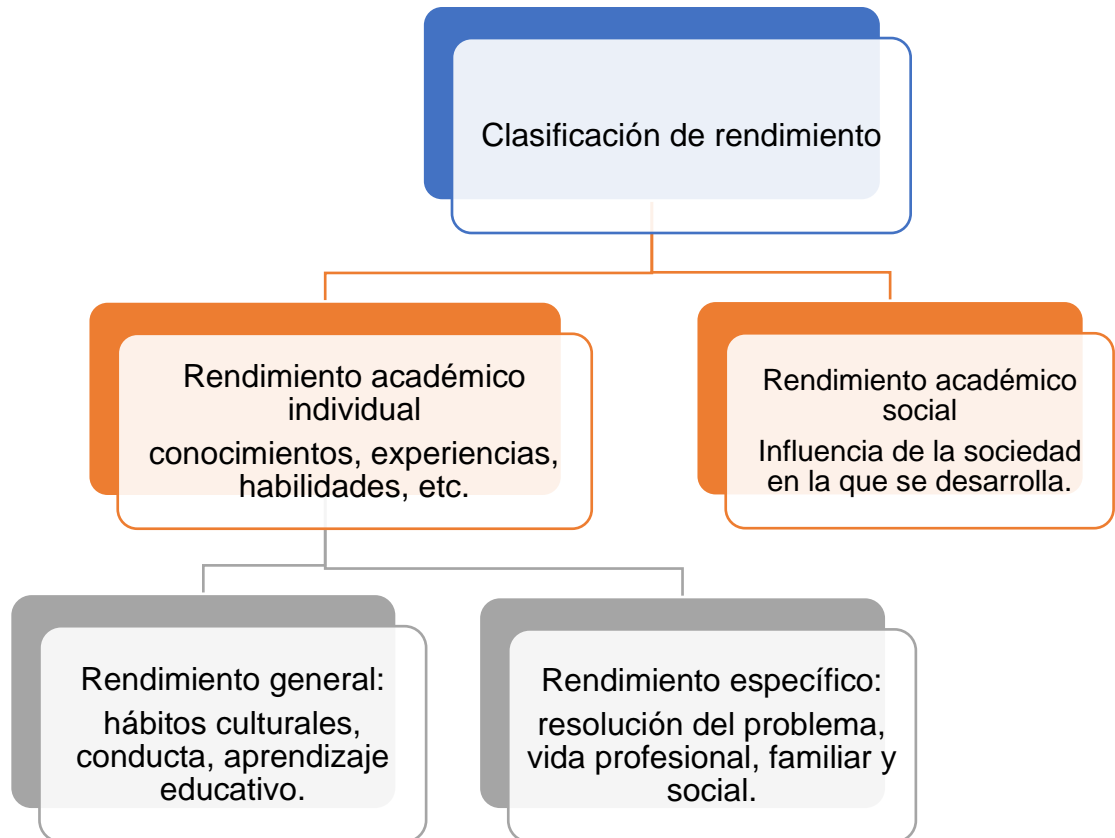 Clasificación de rendimiento
Rendimiento académico
individual
conocimientos, experiencias,
habilidades, etc.
Rendimiento académico
social
Influencia de la sociedad
en la que se desarrolla.
Rendimiento general:
hábitos culturales,
conducta, aprendizaje
educativo.
Rendimiento específico:
resolución del problema,
vida profesional, familiar y
social.